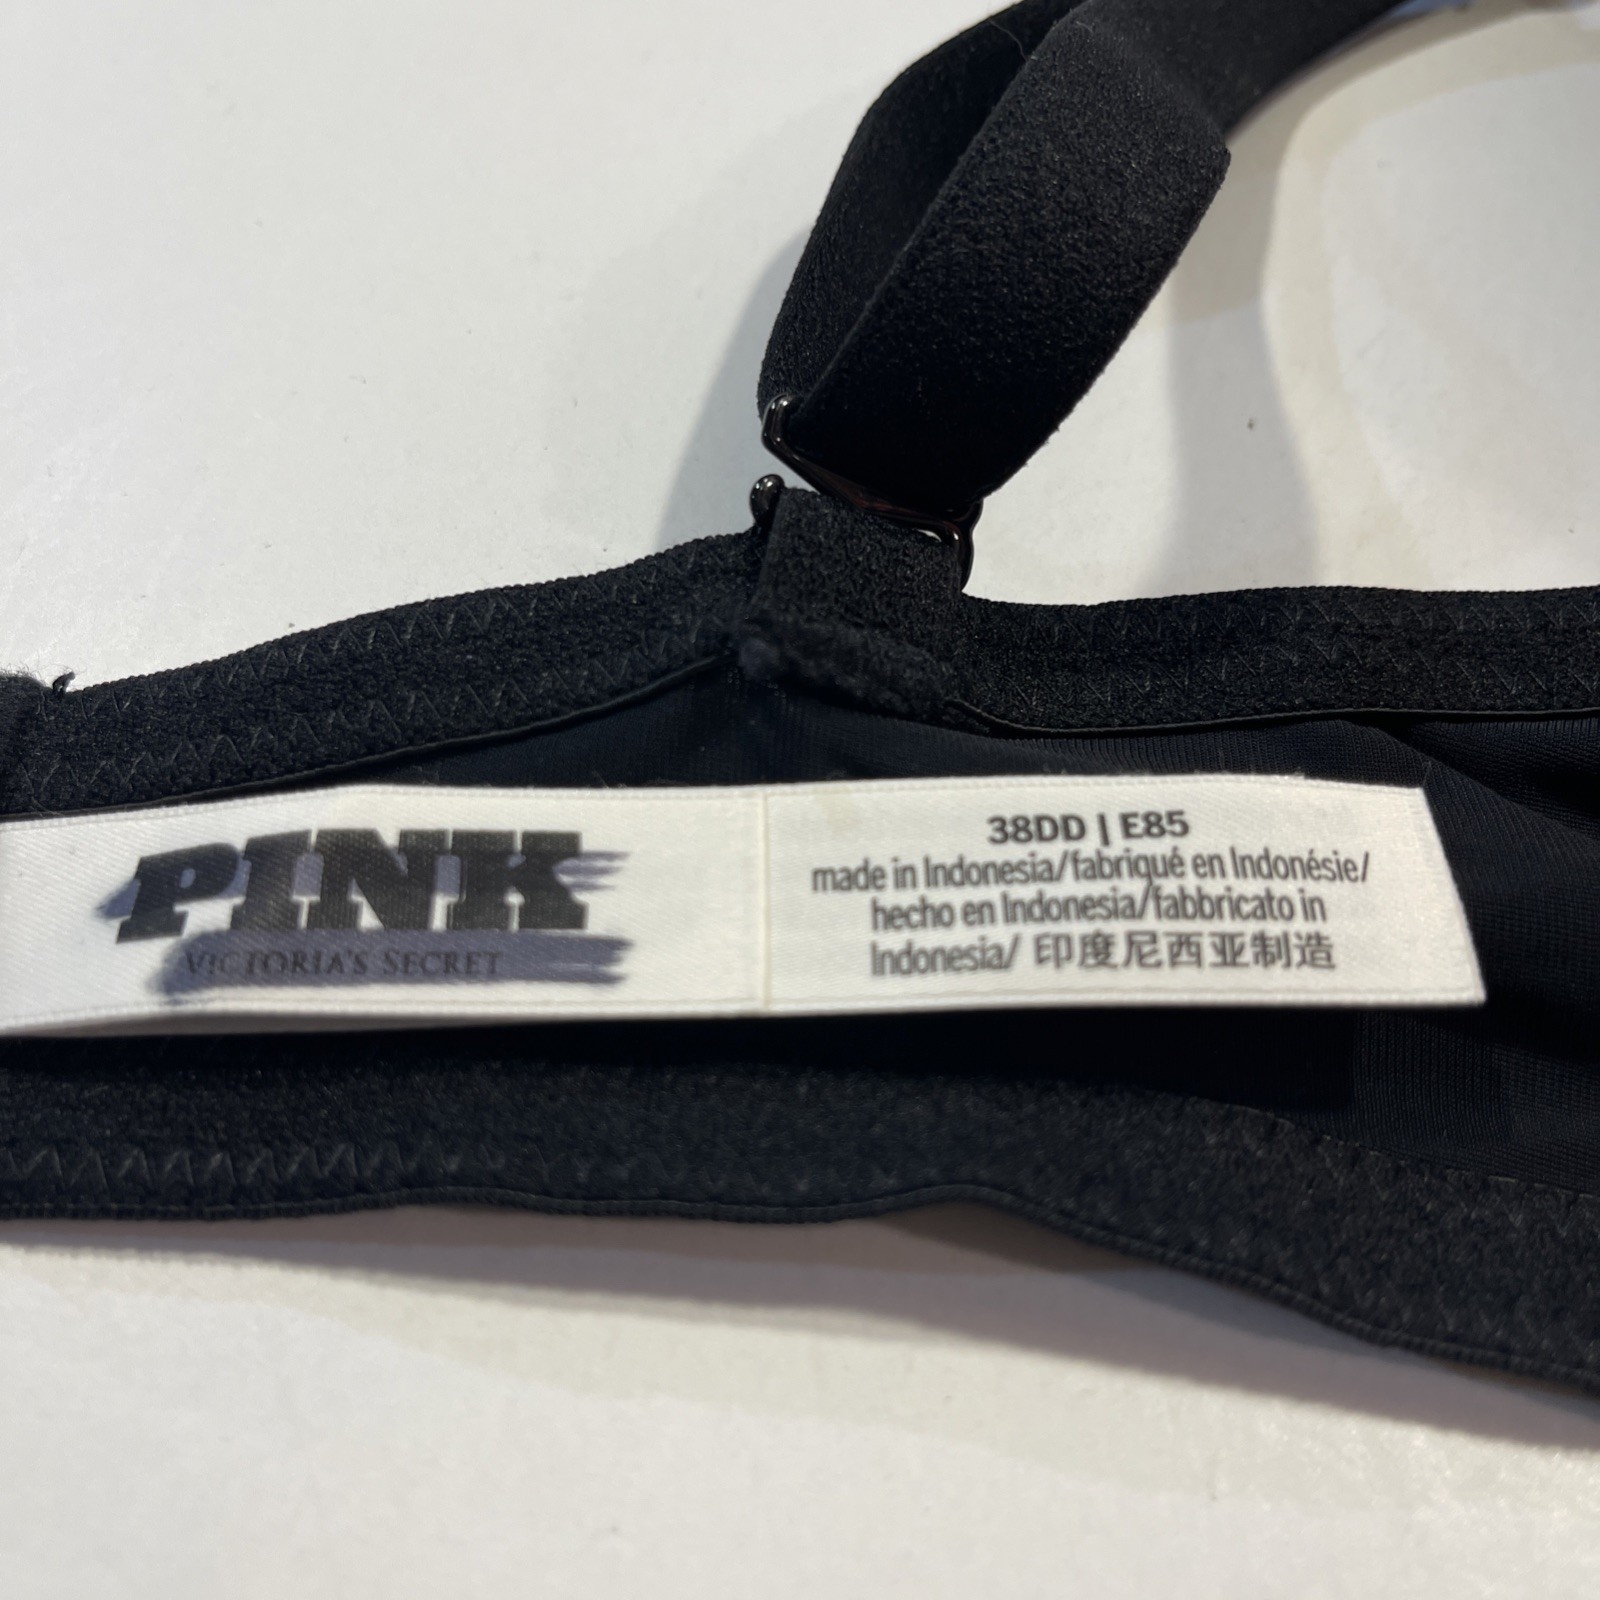 PINK
VICTORIA'S SECRET
38DD | E85
made in Indonesia/fabriqué en Indonésie/
hecho en Indonesia/fabbricato in
Indonesia/ 印度尼西亚制造